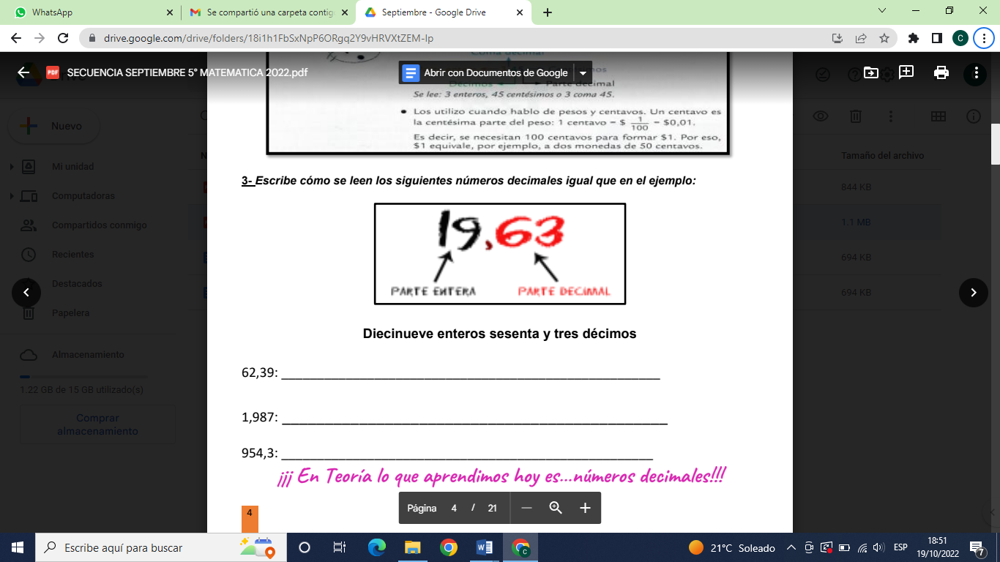 WhatsApp
Se compartió una carpeta contig
Septiembre - Google Drive
drive.google.com/drive/folders/18i1h1FbSxNpP6ORgq2Y9vHRVXtZEM-Ip
C
PDF SECUENCIA SEPTIEMBRE 5° MATEMATICA 2022.pdf
Abrir con Documentos de Google
Coma decimal
Parte decimal
Se lee: 3 enteros, 45 centésimos o 3 coma 45.
• Los utilizo cuando hablo de pesos y centavos. Un centavo es
la centésima parte del peso: 1 centavo = $ 1/100 = $0,01.
Es decir, se necesitan 100 centavos para formar $1. Por eso,
$1 equivale, por ejemplo, a dos monedas de 50 centavos.
Nuevo
Mi unidad
Computadoras
Compartidos conmigo
Recientes
Destacados
Papelera
Almacenamiento
1.22 GB de 15 GB utilizado(s)
Comprar
almacenamiento
Tamaño del archivo
844 KB
1.1 MB
694 KB
694 KB
3- Escribe cómo se leen los siguientes números decimales igual que en el ejemplo:
19,63
PARTE ENTERA PARTE DECIMAL
Diecinueve enteros sesenta y tres décimos
62,39: ____________________________________________________
1,987: ____________________________________________________
954,3: ____________________________________________________
¡¡¡ En Teoría lo que aprendimos hoy es...números decimales!!!
4
Página 4 / 21
Escribe aquí para buscar
21°C Soleado
ESP
18:51
19/10/2022
7